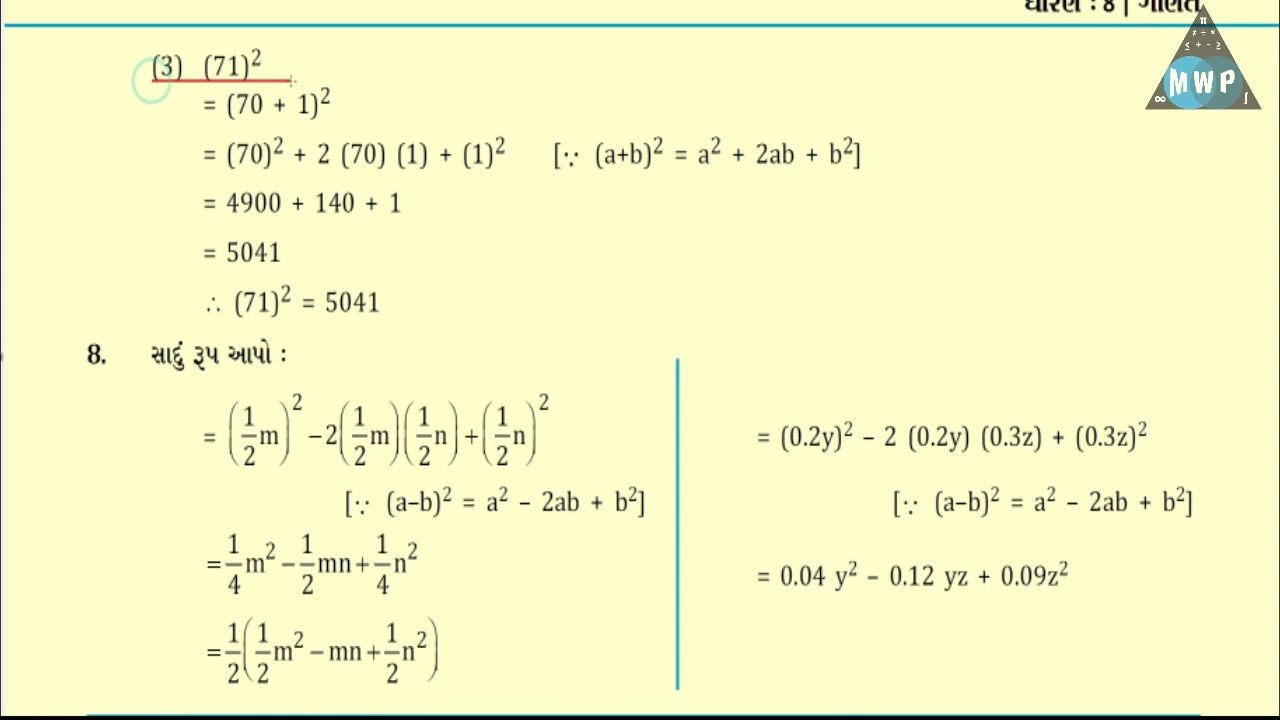 ધોરણ : 8 | ગણિત
π
≠ ÷ ×
≤ + - ≥
MWP
∞ ∫
(3) (71)²
= (70 + 1)²
= (70)² + 2 (70) (1) + (1)² [∵ (a+b)² = a² + 2ab + b²]
= 4900 + 140 + 1
= 5041
∴ (71)² = 5041
8. સાદું રૂપ આપો :
= (1/2 m)² – 2(1/2 m)(1/2 n) + (1/2 n)²
[∵ (a–b)² = a² – 2ab + b²]
= 1/4 m² – 1/2 mn + 1/4 n²
= 1/2 (1/2 m² – mn + 1/2 n²)
= (0.2y)² – 2 (0.2y) (0.3z) + (0.3z)²
[∵ (a–b)² = a² – 2ab + b²]
= 0.04 y² – 0.12 yz + 0.09z²